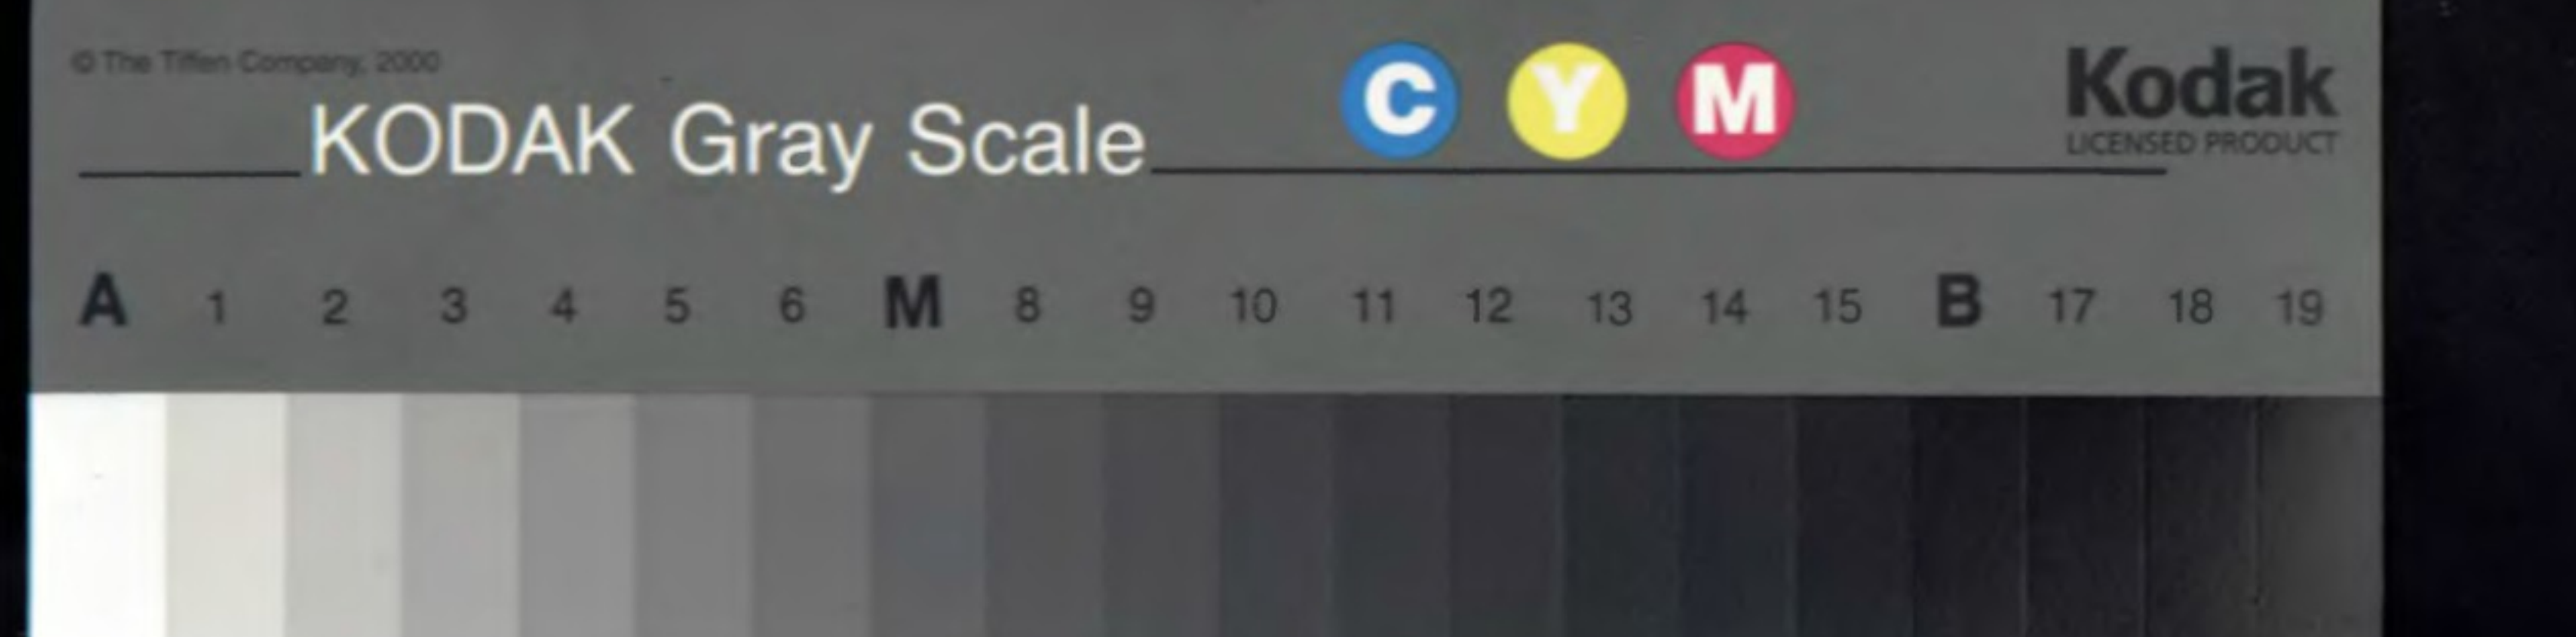 © The Tiffen Company, 2000
KODAK Gray Scale
C Y M
Kodak
LICENSED PRODUCT
A 1 2 3 4 5 6 M 8 9 10 11 12 13 14 15 B 17 18 19